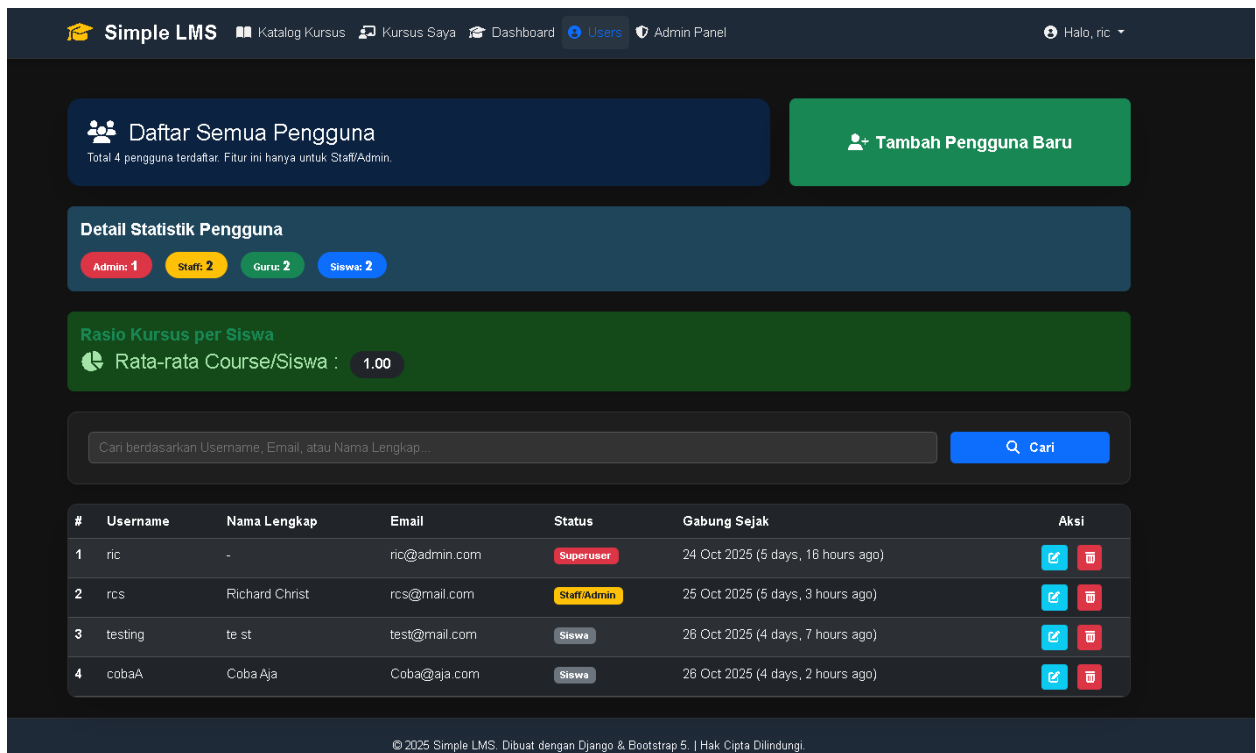 Simple LMS Katalog Kursus Kursus Saya Dashboard Users Admin Panel Halo, ric
Daftar Semua Pengguna
Total 4 pengguna terdaftar. Fitur ini hanya untuk Staff/Admin.
Tambah Pengguna Baru
Detail Statistik Pengguna
Admin: 1 Staff: 2 Guru: 2 Siswa: 2
Rasio Kursus per Siswa
Rata-rata Course/Siswa : 1.00
Cari berdasarkan Username, Email, atau Nama Lengkap... Cari
# Username Nama Lengkap Email Status Gabung Sejak Aksi
1 ric - ric@admin.com Superuser 24 Oct 2025 (5 days, 16 hours ago)
2 rcs Richard Christ rcs@mail.com Staff/Admin 25 Oct 2025 (5 days, 3 hours ago)
3 testing te st test@mail.com Siswa 26 Oct 2025 (4 days, 7 hours ago)
4 cobaA Coba Aja Coba@aja.com Siswa 26 Oct 2025 (4 days, 2 hours ago)
© 2025 Simple LMS. Dibuat dengan Django & Bootstrap 5. | Hak Cipta Dilindungi.